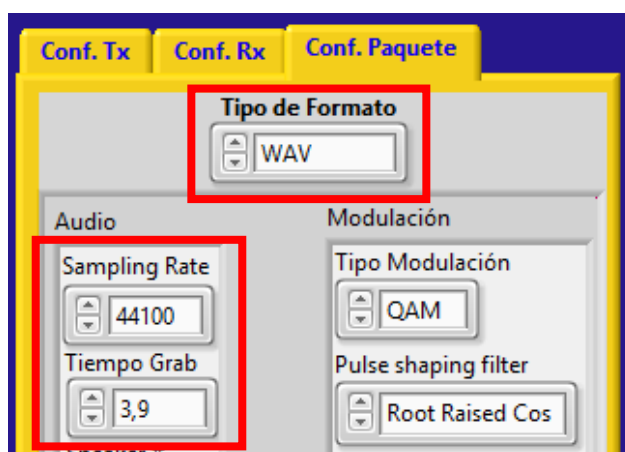 Conf. Tx Conf. Rx Conf. Paquete
Tipo de Formato
WAV
Audio
Modulación
Sampling Rate
44100
Tiempo Grab
3,9
Tipo Modulación
QAM
Pulse shaping filter
Root Raised Cos